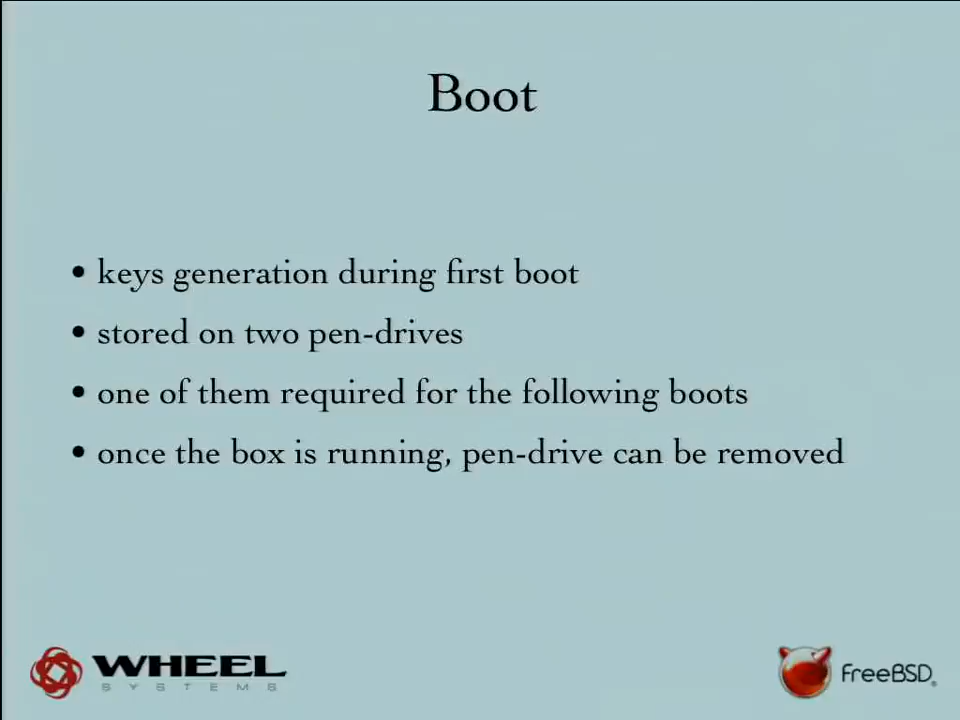 Boot
• keys generation during first boot
• stored on two pen-drives
• one of them required for the following boots
• once the box is running, pen-drive can be removed
WHEEL
SYSTEMS
FreeBSD®